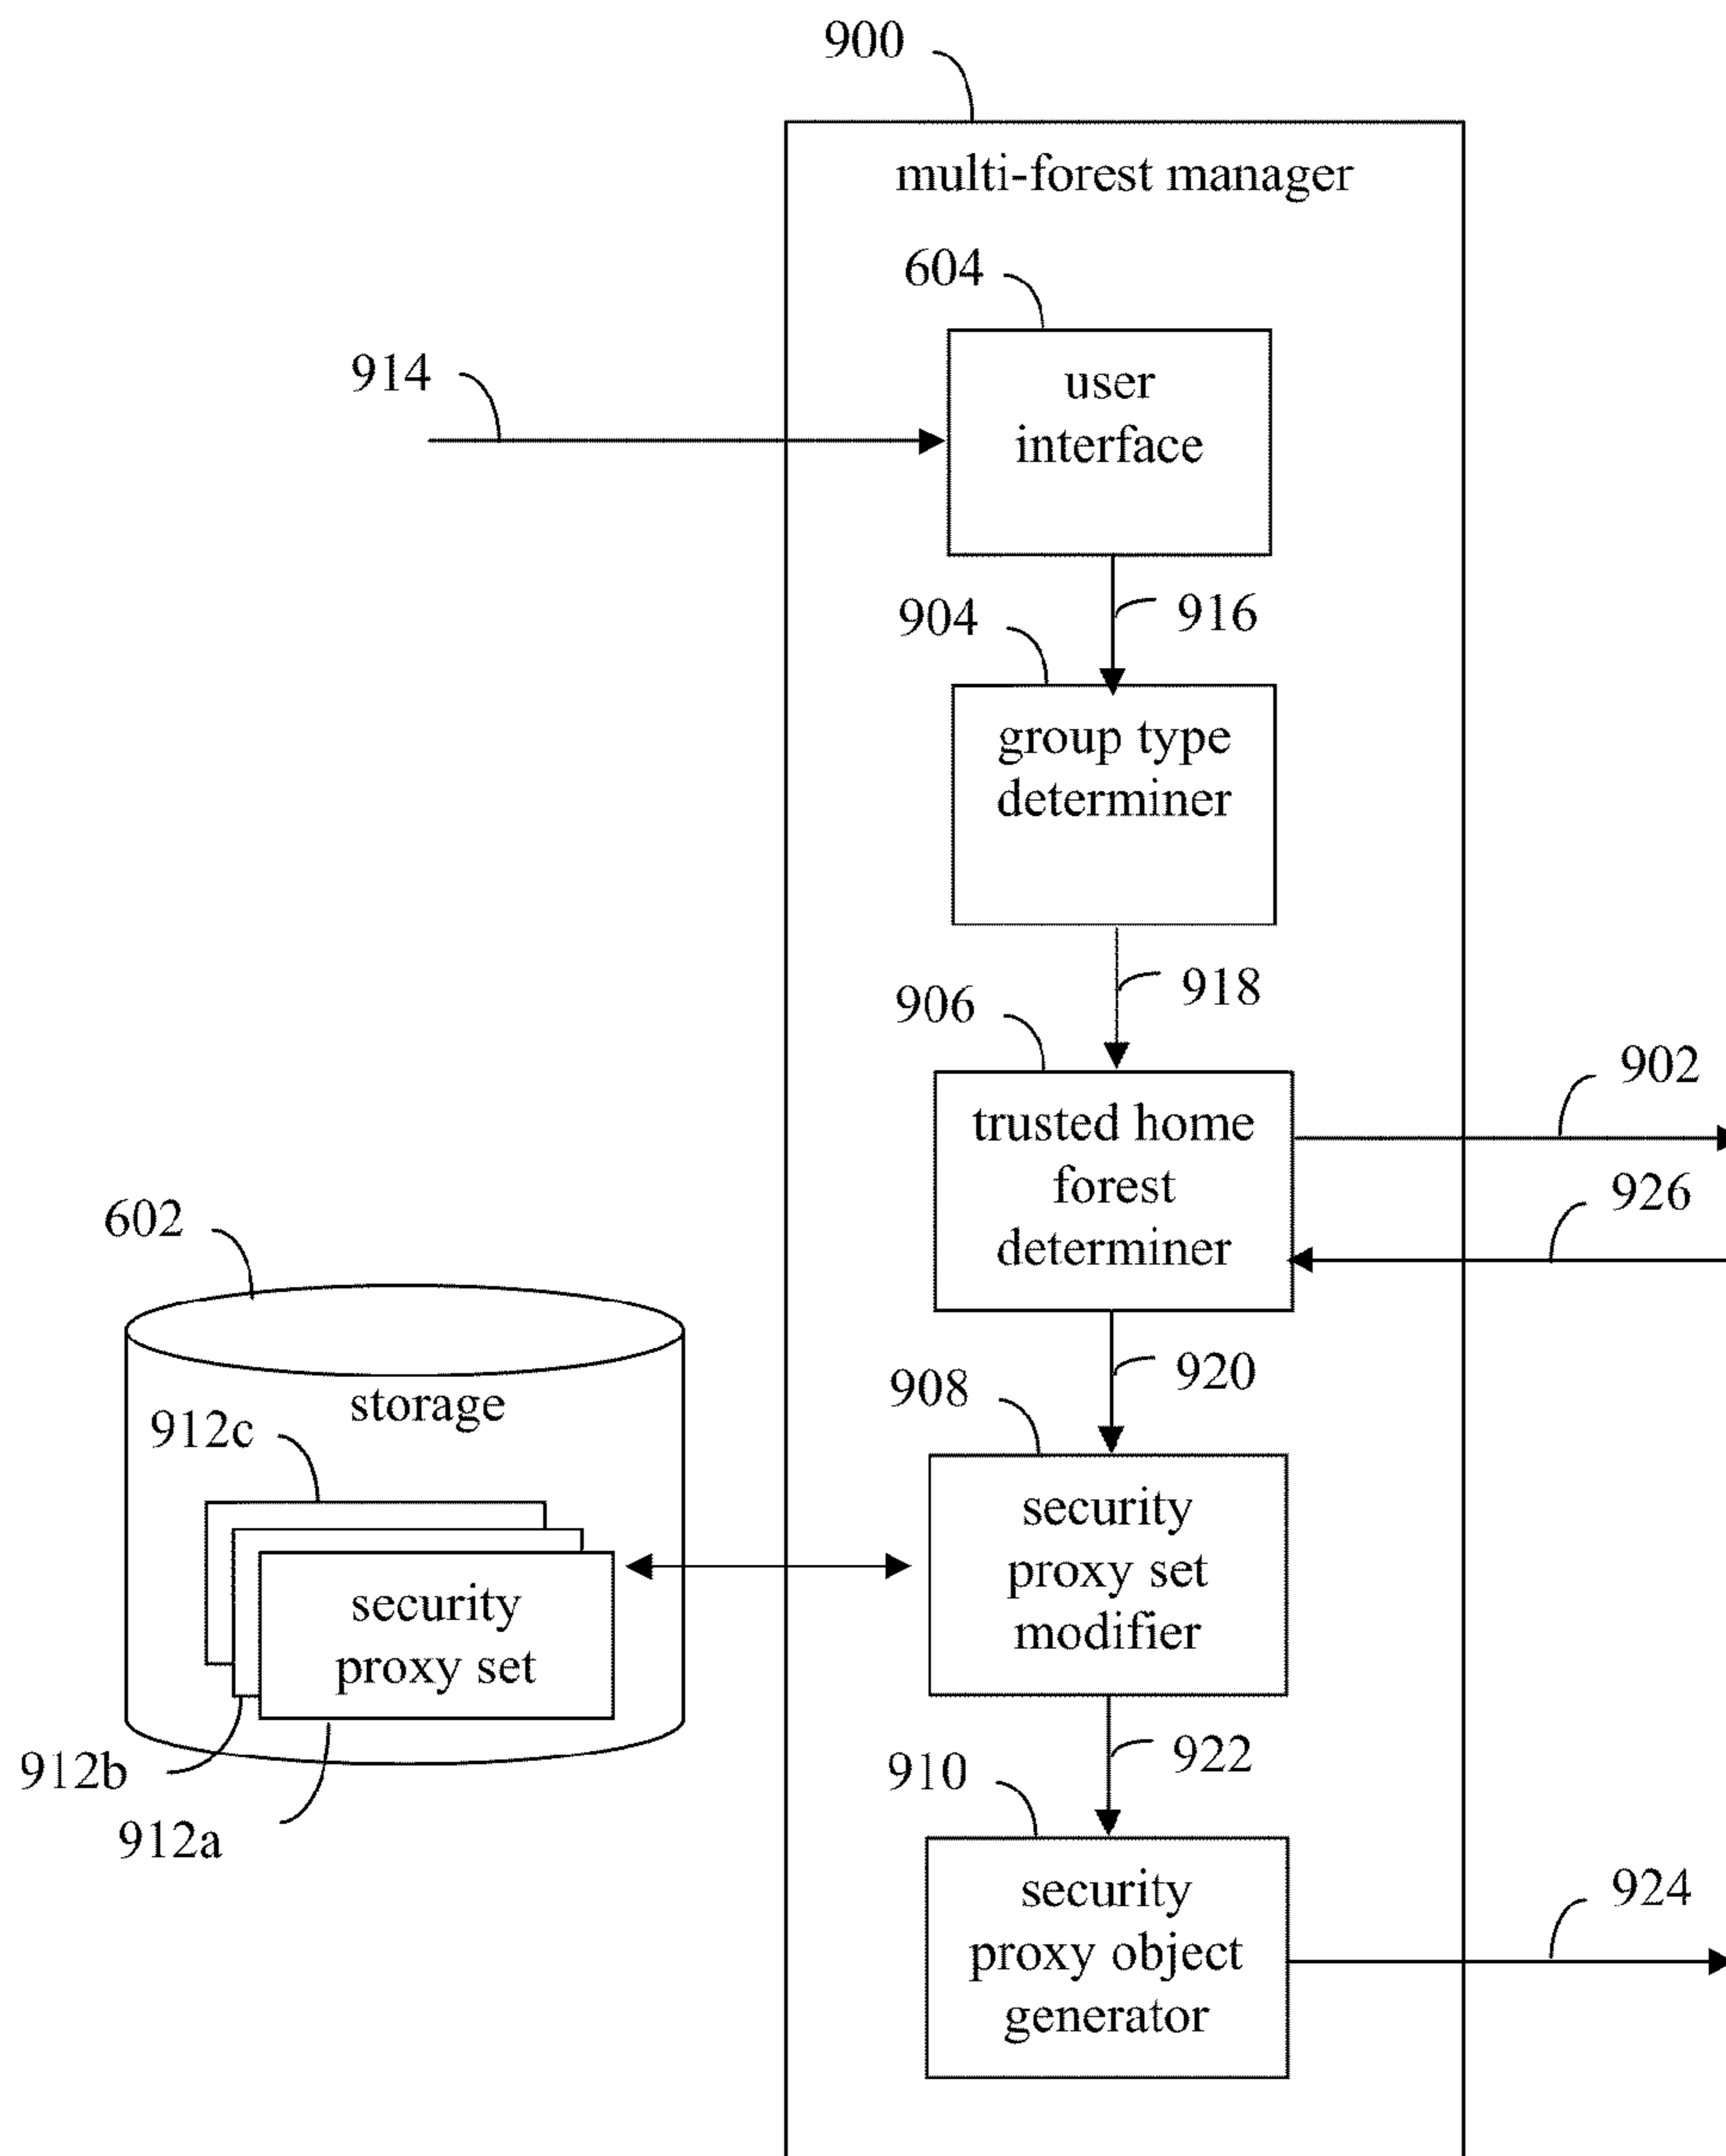 900
multi-forest manager
604
user
interface
914
916
904
group type
determiner
918
906
trusted home
forest
determiner
902
926
602
storage
920
908
912c
security
proxy set
modifier
security
proxy set
912b
912a
922
910
security
proxy object
generator
924